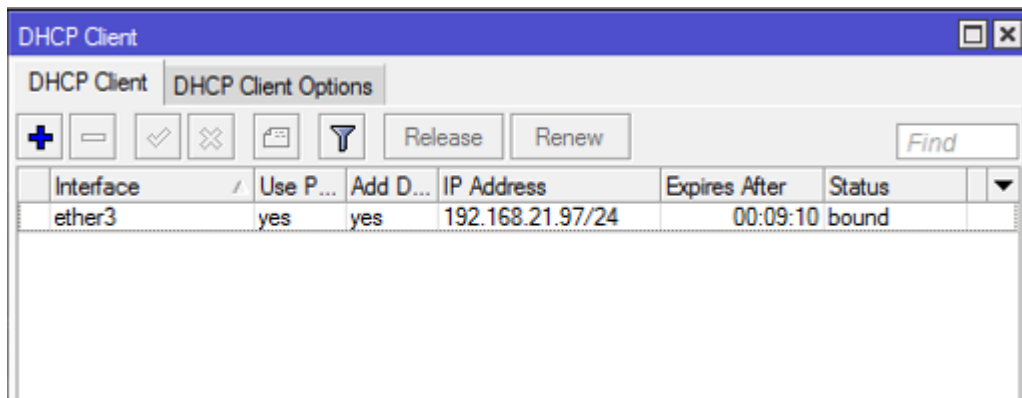 DHCP Client
DHCP Client DHCP Client Options
Release Renew Find
Interface Use P... Add D... IP Address Expires After Status
ether3 yes yes 192.168.21.97/24 00:09:10 bound